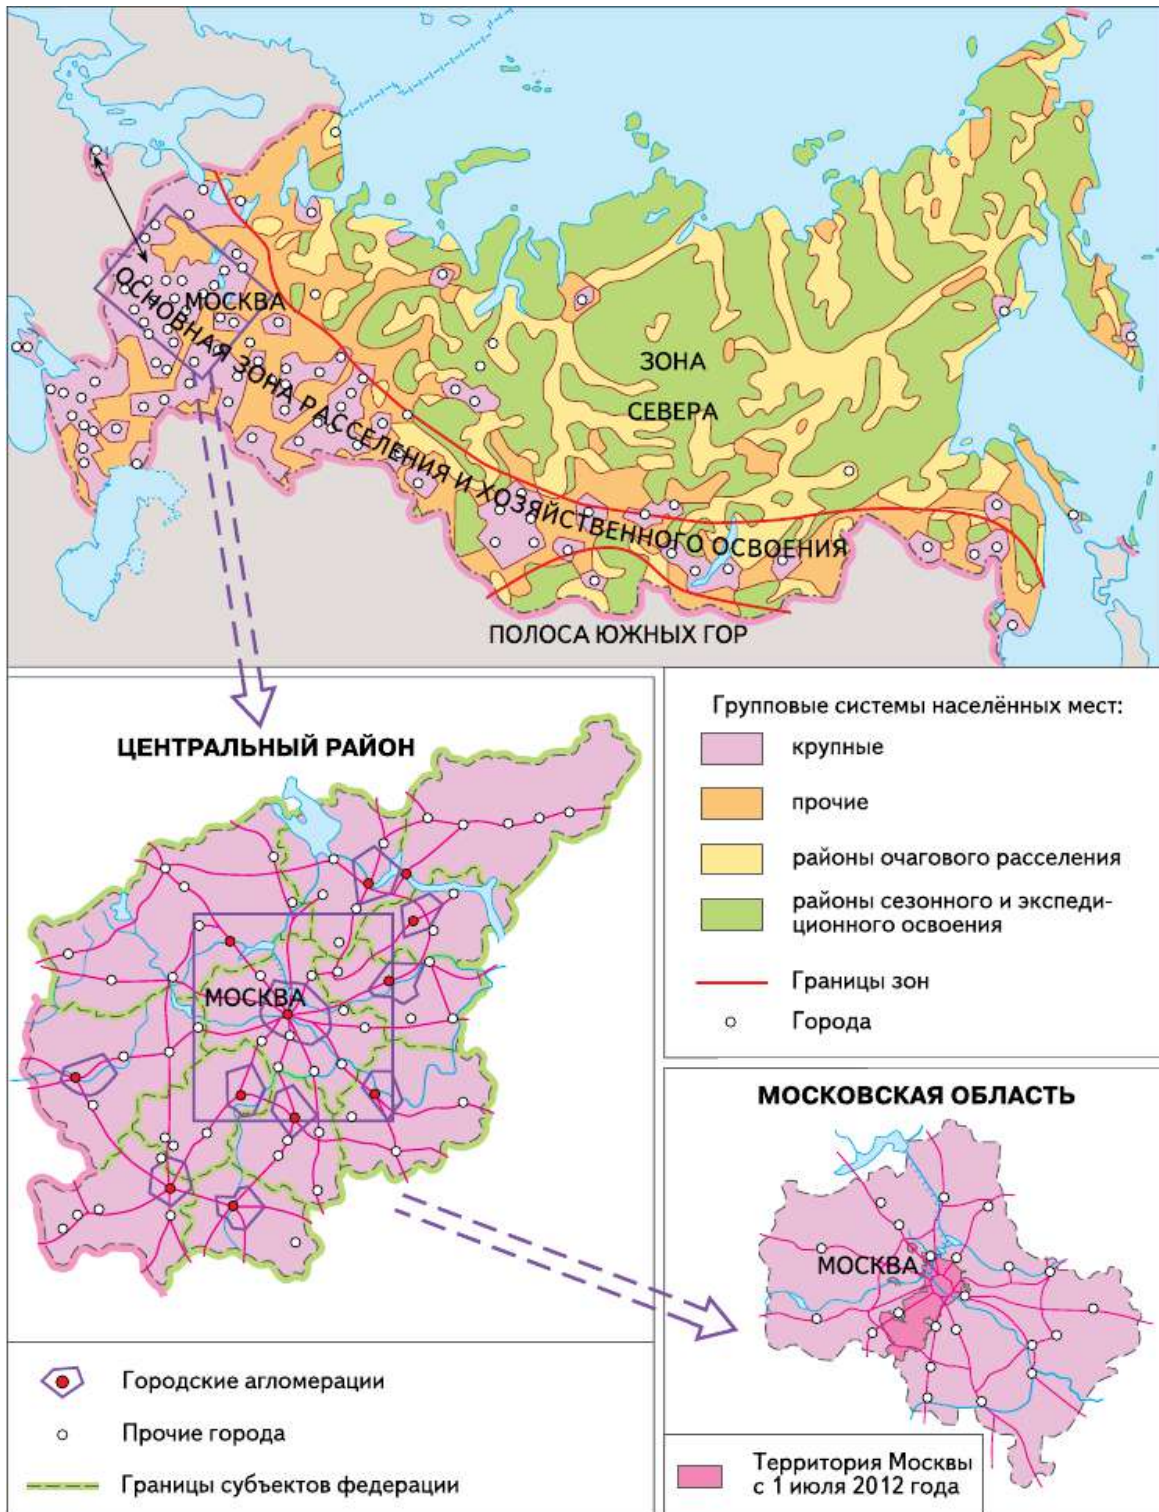 МОСКВА
ОСНОВНАЯ ЗОНА РАССЕЛЕНИЯ И ХОЗЯЙСТВЕННОГО ОСВОЕНИЯ
ЗОНА
СЕВЕРА
ПОЛОСА ЮЖНЫХ ГОР
ЦЕНТРАЛЬНЫЙ РАЙОН
МОСКВА
Городские агломерации
Прочие города
Границы субъектов федерации
Групповые системы населённых мест:
крупные
прочие
районы очагового расселения
районы сезонного и экспеди-
ционного освоения
Границы зон
Города
МОСКОВСКАЯ ОБЛАСТЬ
МОСКВА
Территория Москвы
с 1 июля 2012 года